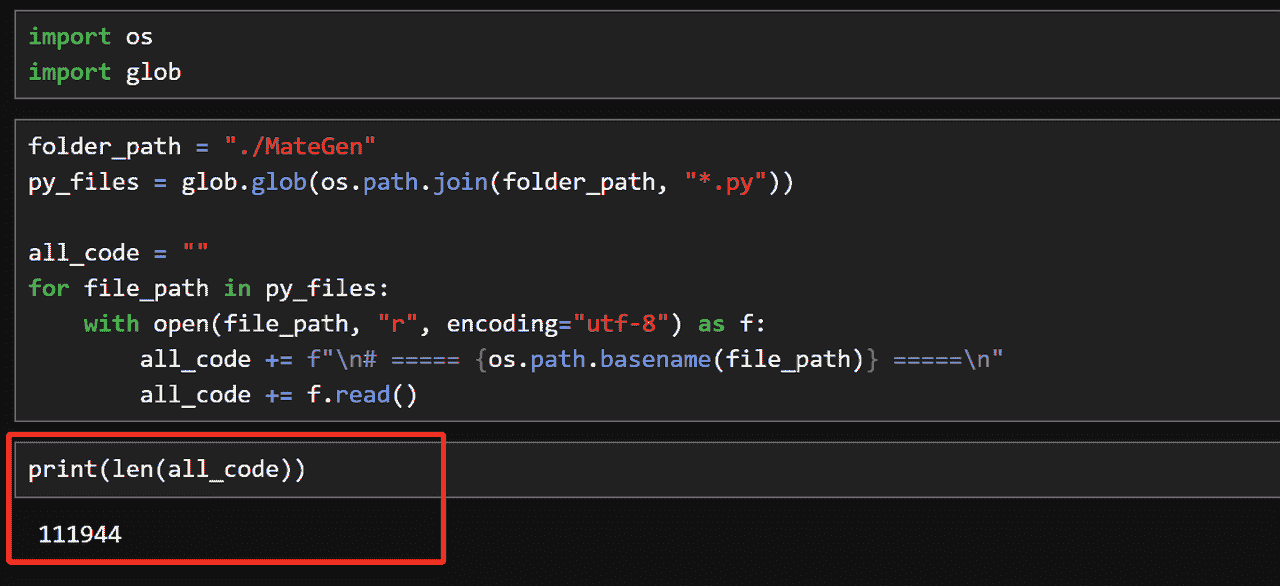 import os
import glob
folder_path = "./MateGen"
py_files = glob.glob(os.path.join(folder_path, "*.py"))
all_code = ""
for file_path in py_files:
    with open(file_path, "r", encoding="utf-8") as f:
        all_code += f"\n# ===== {os.path.basename(file_path)} =====\n"
        all_code += f.read()
print(len(all_code))
111944